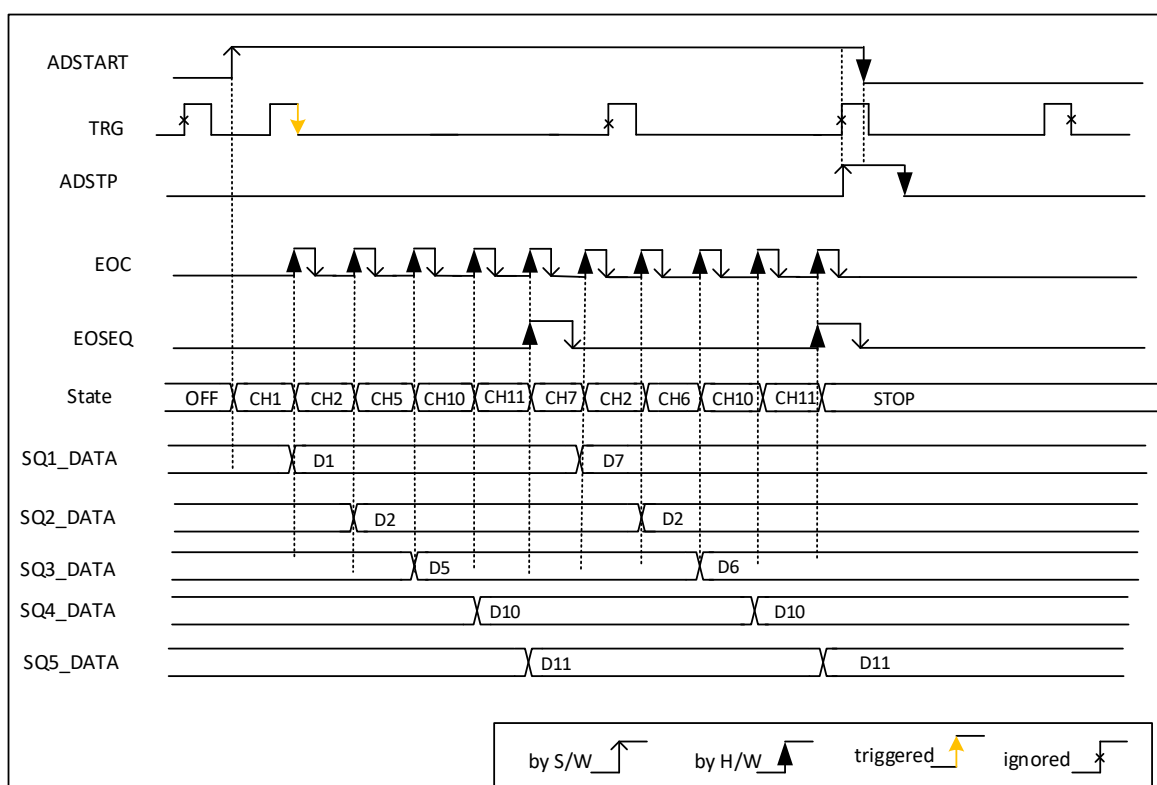 ADSTART
TRG
ADSTP
EOC
EOSEQ
State OFF CH1 CH2 CH5 CH10 CH11 CH7 CH2 CH6 CH10 CH11 STOP
SQ1_DATA D1 D7
SQ2_DATA D2 D2
SQ3_DATA D5 D6
SQ4_DATA D10 D10
SQ5_DATA D11 D11
by S/W by H/W triggered ignored